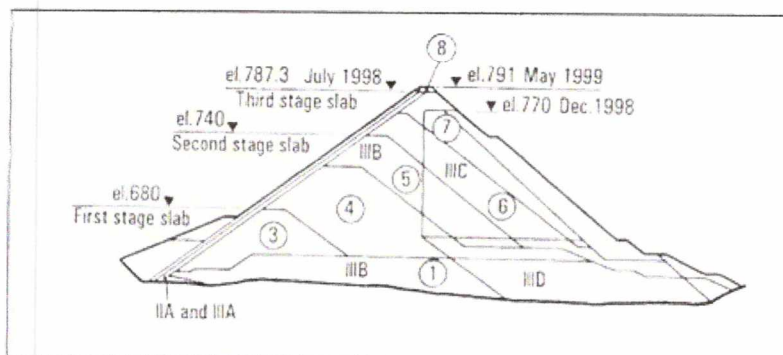 8
el.787.3 July 1998
el.791 May 1999
Third stage slab
el.770 Dec.1998
el.740
7
Second stage slab
IIIB
IIIC
5
el.680
6
First stage slab
4
3
IIIB
1
IIID
IIA and IIIA